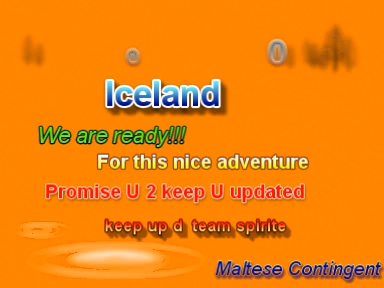 Iceland
We are ready!!!
For this nice adventure
Promise U 2 keep U updated
keep up d team spirite
Maltese Contingent